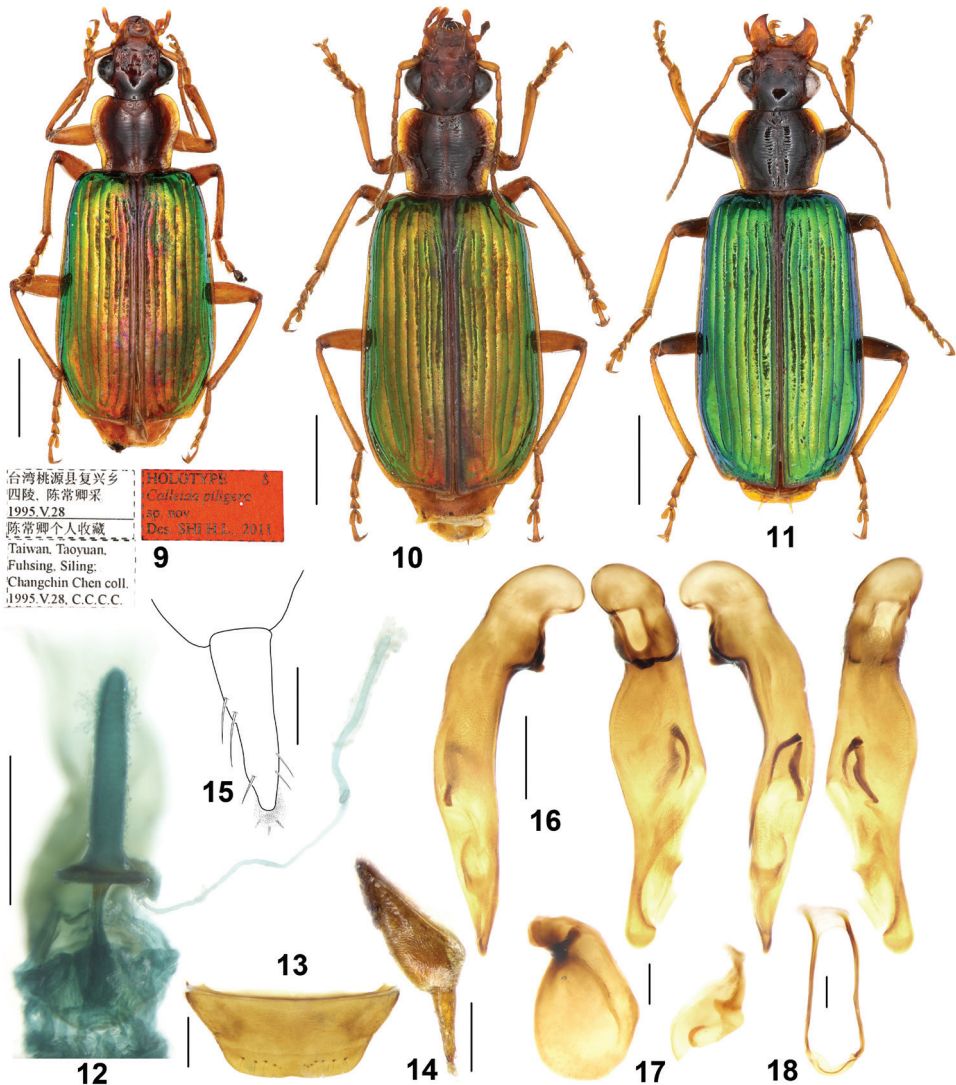 台湾桃源县复兴乡
四陵, 陈常卿采
1995.V.28
陈常卿个人收藏
HOLOTYPE ♂
Calleida piligera
sp. nov.
Des. SHI H.L., 2011
Taiwan, Taoyuan,
Fuhsing, Siling;
Changchin Chen coll.
1995.V.28, C.C.C.C.
9
10
11
12
13
14
15
16
17
18